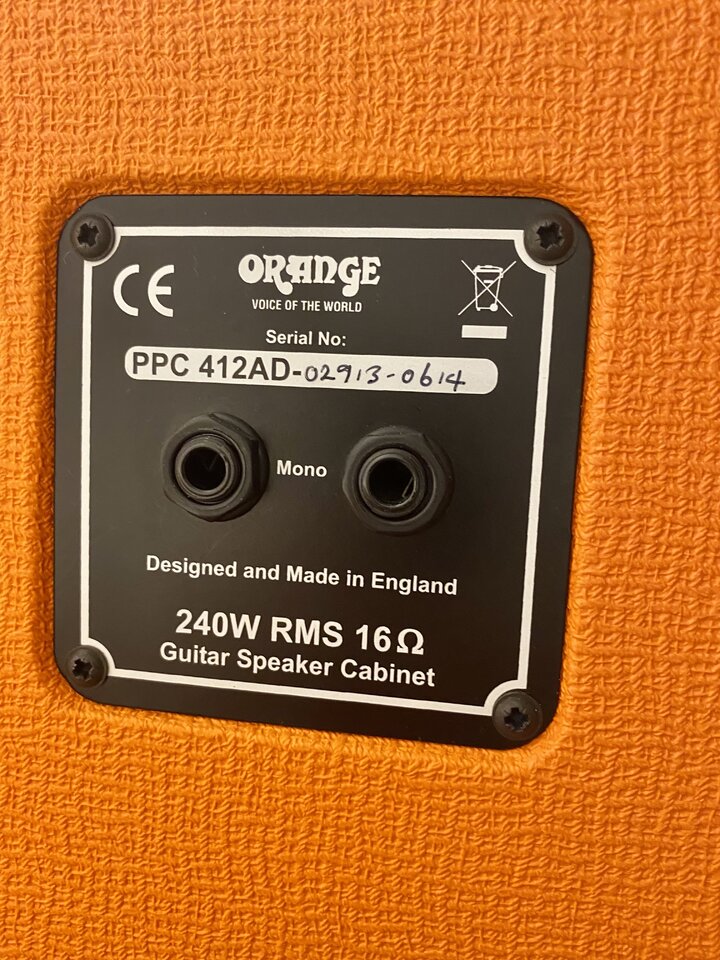 CE
ORANGE
VOICE OF THE WORLD
Serial No:
PPC 412AD-02913-0614
Mono
Designed and Made in England
240W RMS 16Ω
Guitar Speaker Cabinet